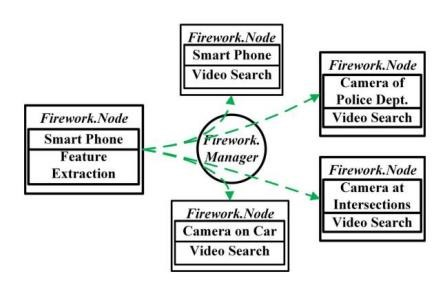 Firework.Node
Smart Phone
Video Search
Firework.Node
Camera of
Police Dept.
Video Search
Firework.Node
Smart Phone
Feature
Extraction
Firework.
Manager
Firework.Node
Camera at
Intersections
Video Search
Firework.Node
Camera on Car
Video Search